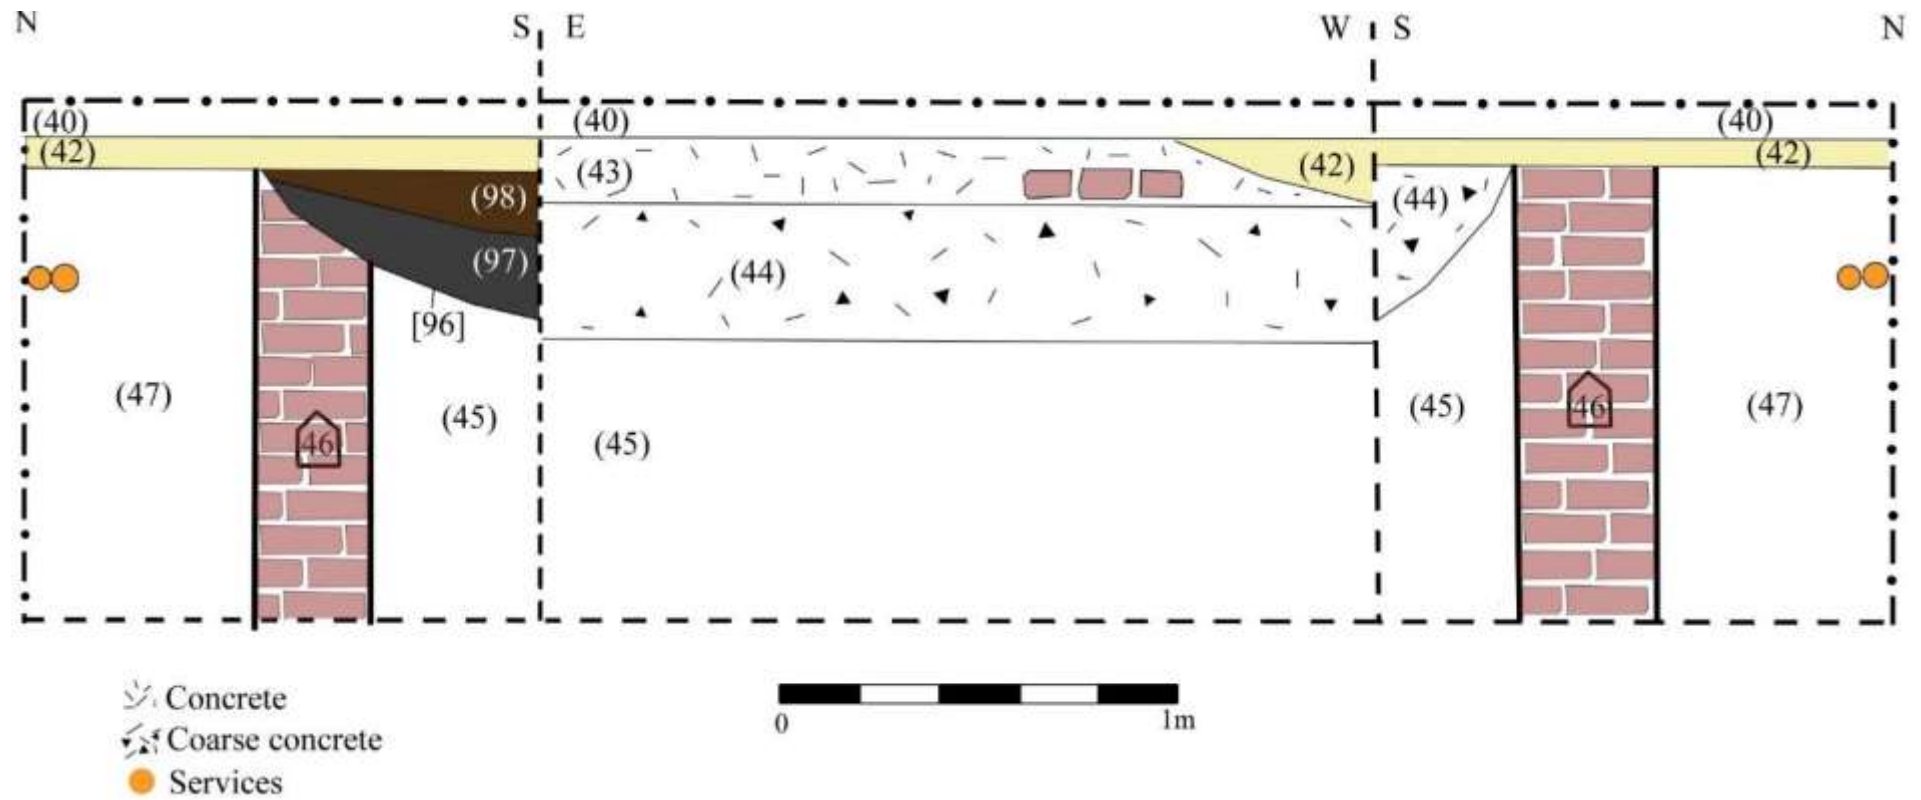 N S E W S N
(40) (40) (40)
(42) (42) (42)
(43)
(98) (44)
(97) (44)
[96]
(47) (45) (45) (45) (47)
46 46
Concrete
Coarse concrete
Services
0 1m